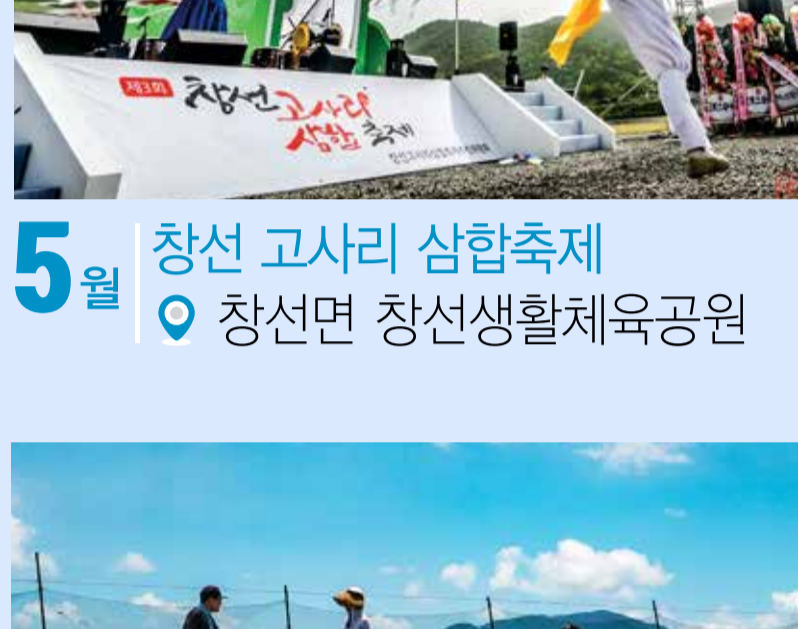 제3회 창선 고사리
삼합 축제
5월
창선 고사리 삼합축제
창선면 창선생활체육공원